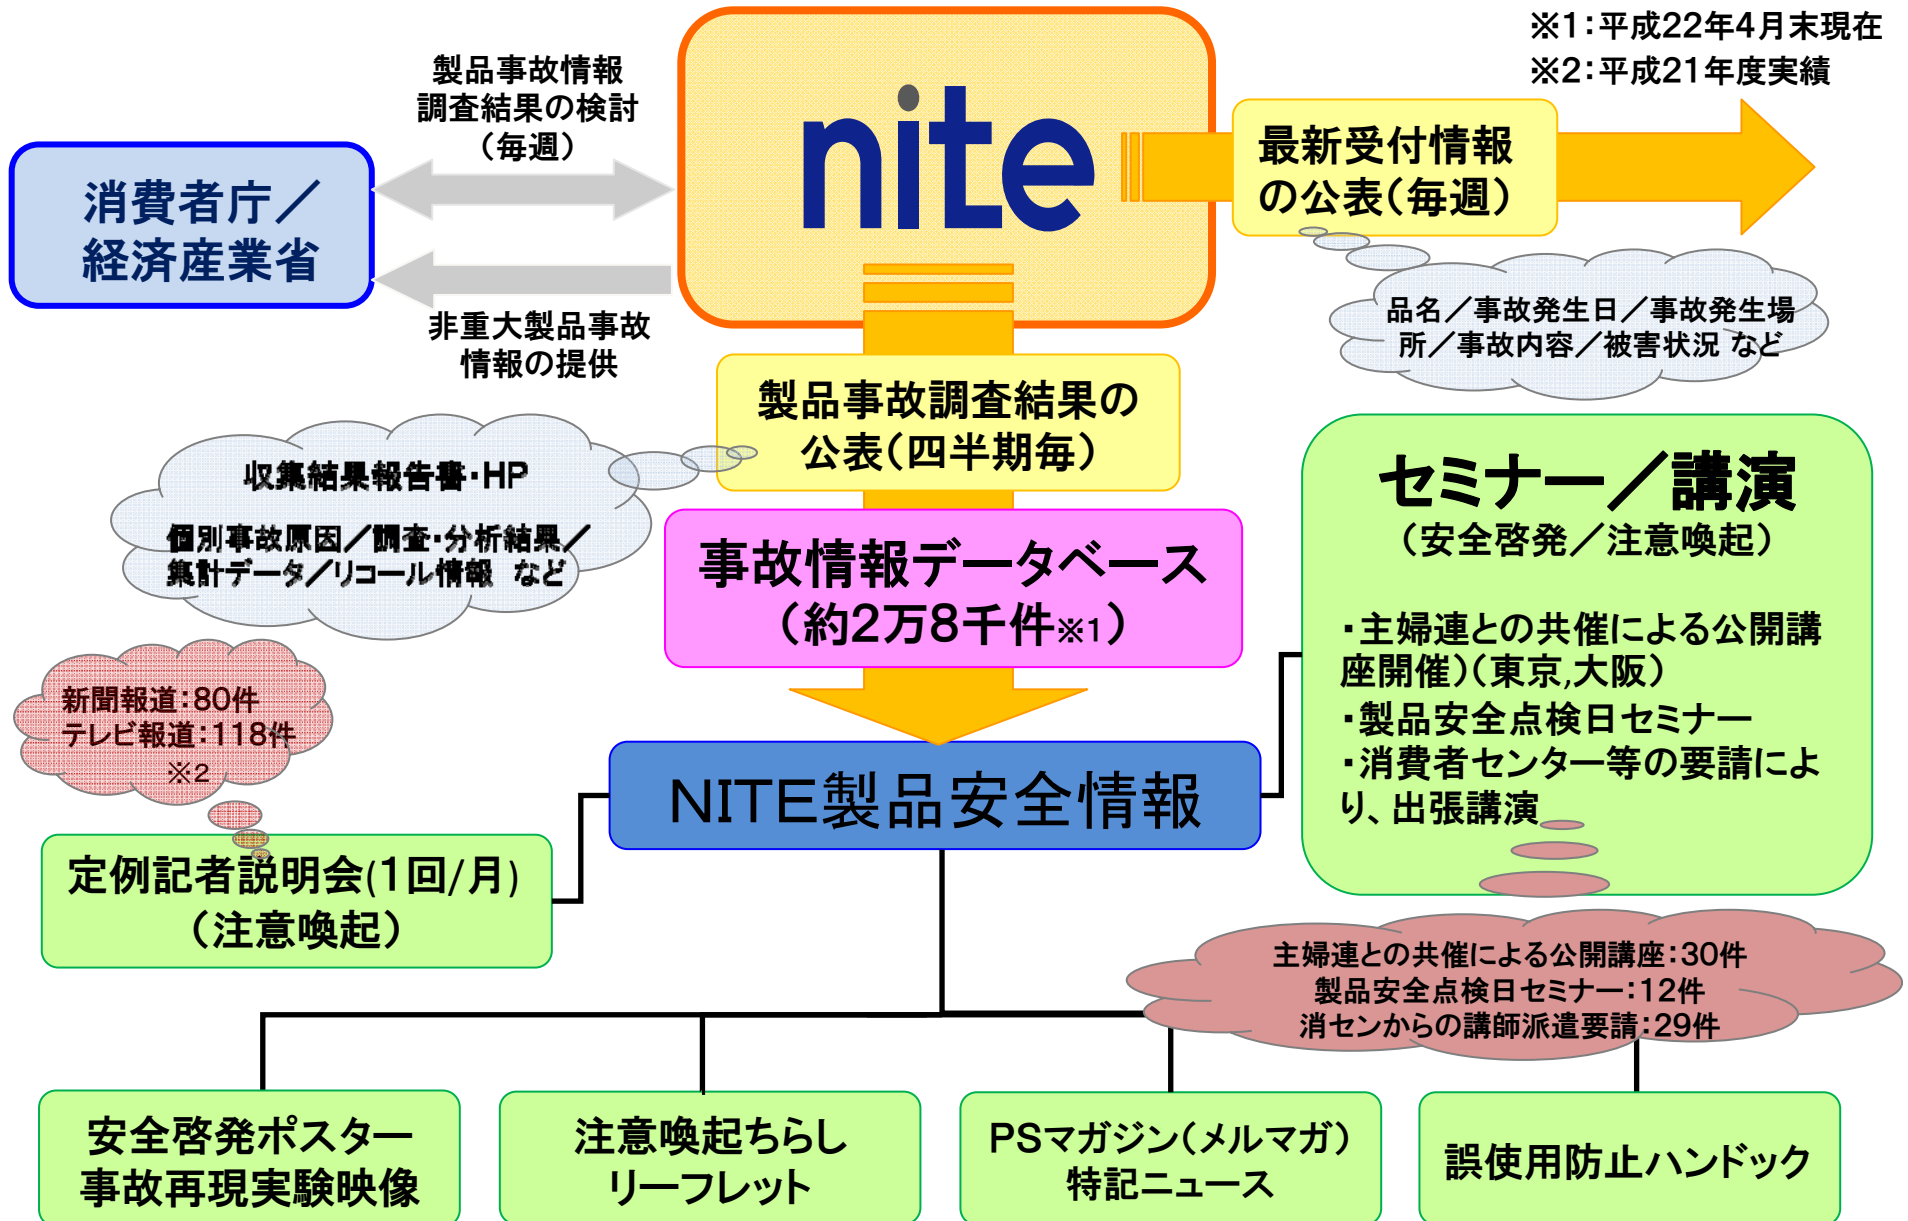 ※1：平成22年4月末現在
※2：平成21年度実績
製品事故情報
調査結果の検討
（毎週）
nite
最新受付情報
の公表（毎週）
消費者庁／
経済産業省
非重大製品事故
情報の提供
品名／事故発生日／事故発生場
所／事故内容／被害状況 など
製品事故調査結果の
公表（四半期毎）
収集結果報告書・HP
個別事故原因／調査・分析結果／
集計データ／リコール情報　など
事故情報データベース
（約2万8千件※1）
セミナー／講演
（安全啓発／注意喚起）
・主婦連との共催による公開講
座開催）（東京,大阪）
・製品安全点検日セミナー
・消費者センター等の要請によ
り、出張講演
新聞報道：80件
テレビ報道：118件
※2
NITE製品安全情報
定例記者説明会(1回/月)
（注意喚起）
主婦連との共催による公開講座：30件
製品安全点検日セミナー：12件
消センからの講師派遣要請：29件
安全啓発ポスター
事故再現実験映像
注意喚起ちらし
リーフレット
PSマガジン（メルマガ）
特記ニュース
誤使用防止ハンドック